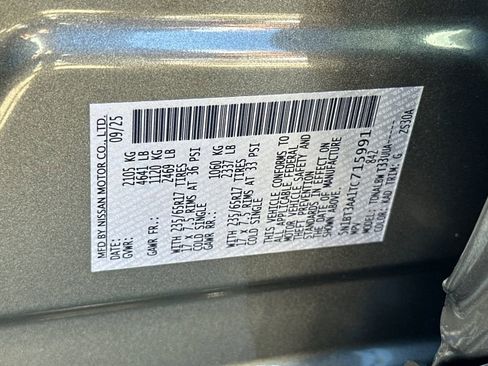 MFD BY NISSAN MOTOR CO., LTD.
09/25
GVWR: 2105 KG
4641 LB
GAWR FR.: 1120 KG
2469 LB
WITH 235/65R17 TIRES
17 X 7.5 RIMS AT 36 PSI
COLD SINGLE
GAWR RR: 1060 KG
2337 LB
WITH 235/65R17 TIRES
17 X 7.5 RIMS AT 33 PSI
COLD SINGLE
THIS VEHICLE CONFORMS TO
ALL APPLICABLE FEDERAL
MOTOR VEHICLE SAFETY AND
THEFT PREVENTION
STANDARDS IN EFFECT ON
THE DATE OF MANUFACTURE
SHOWN ABOVE.
MPV 842
MODEL:
COLOR: KAD TRIM: G ZS30A